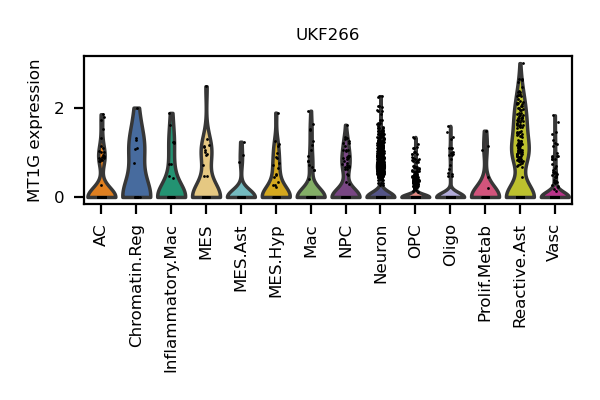 UKF266
MT1G expression
2
0
AC
Chromatin.Reg
Inflammatory.Mac
MES
MES.Ast
MES.Hyp
Mac
NPC
Neuron
OPC
Oligo
Prolif.Metab
Reactive.Ast
Vasc